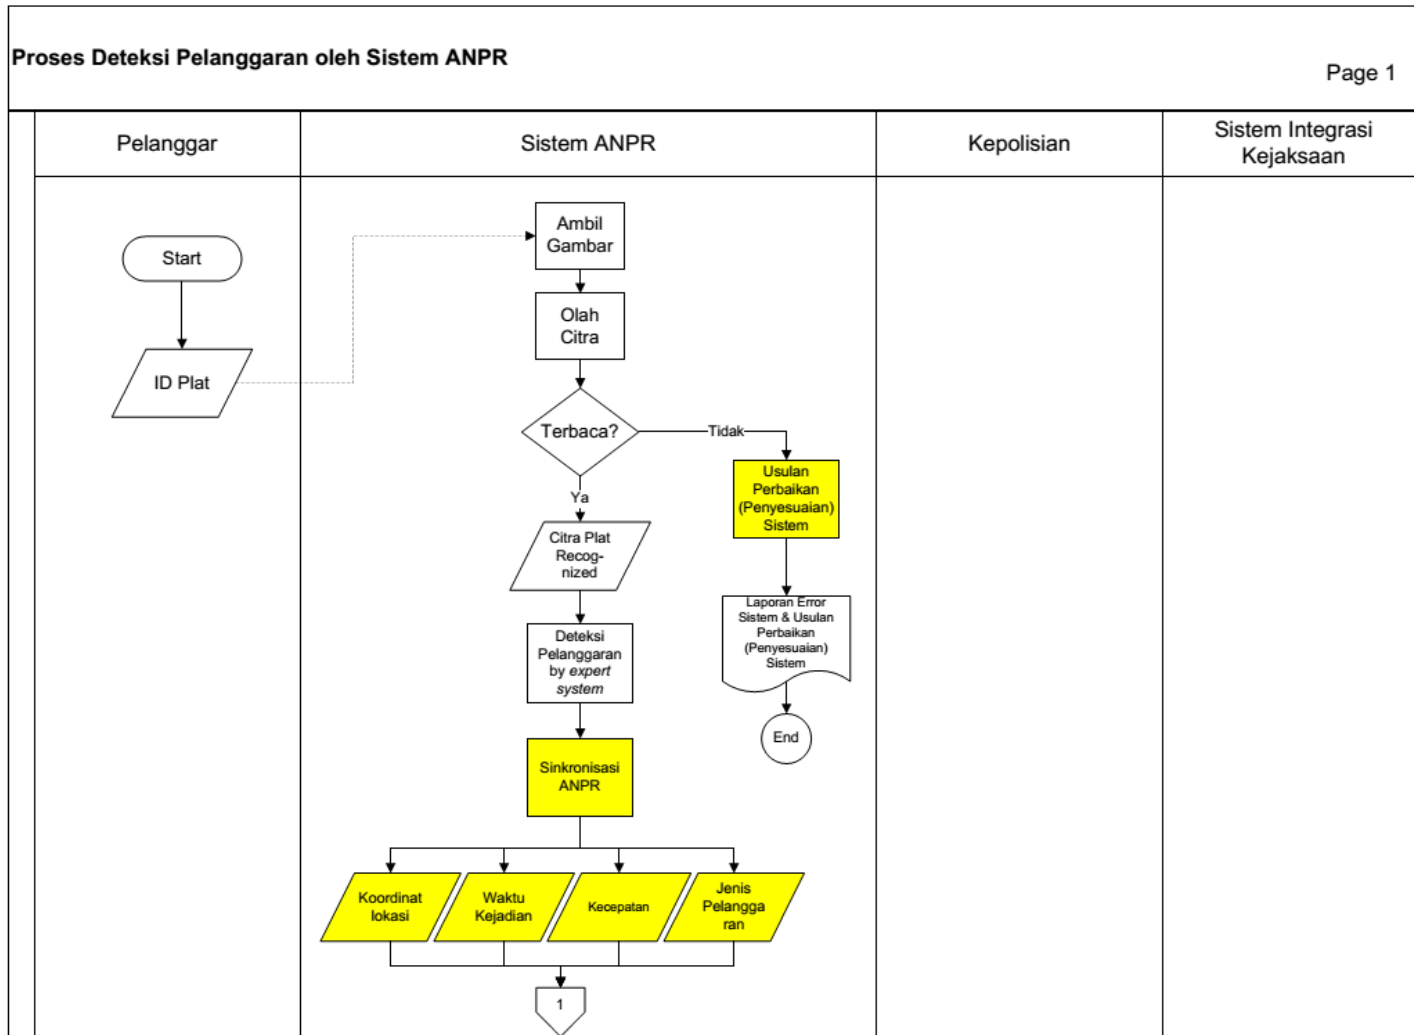 Proses Deteksi Pelanggaran oleh Sistem ANPR
Page 1
Pelanggar
Sistem ANPR
Kepolisian
Sistem Integrasi
Kejaksaan
Start
ID Plat
Ambil
Gambar
Olah
Citra
Terbaca?
Tidak
Ya
Usulan
Perbaikan
(Penyesuaian)
Sistem
Citra Plat
Recog-
nized
Laporan Error
Sistem & Usulan
Perbaikan
(Penyesuaian)
Sistem
Deteksi
Pelanggaran
by expert
system
End
Sinkronisasi
ANPR
Koordinat
lokasi
Waktu
Kejadian
Kecepatan
Jenis
Pelangga
ran
1